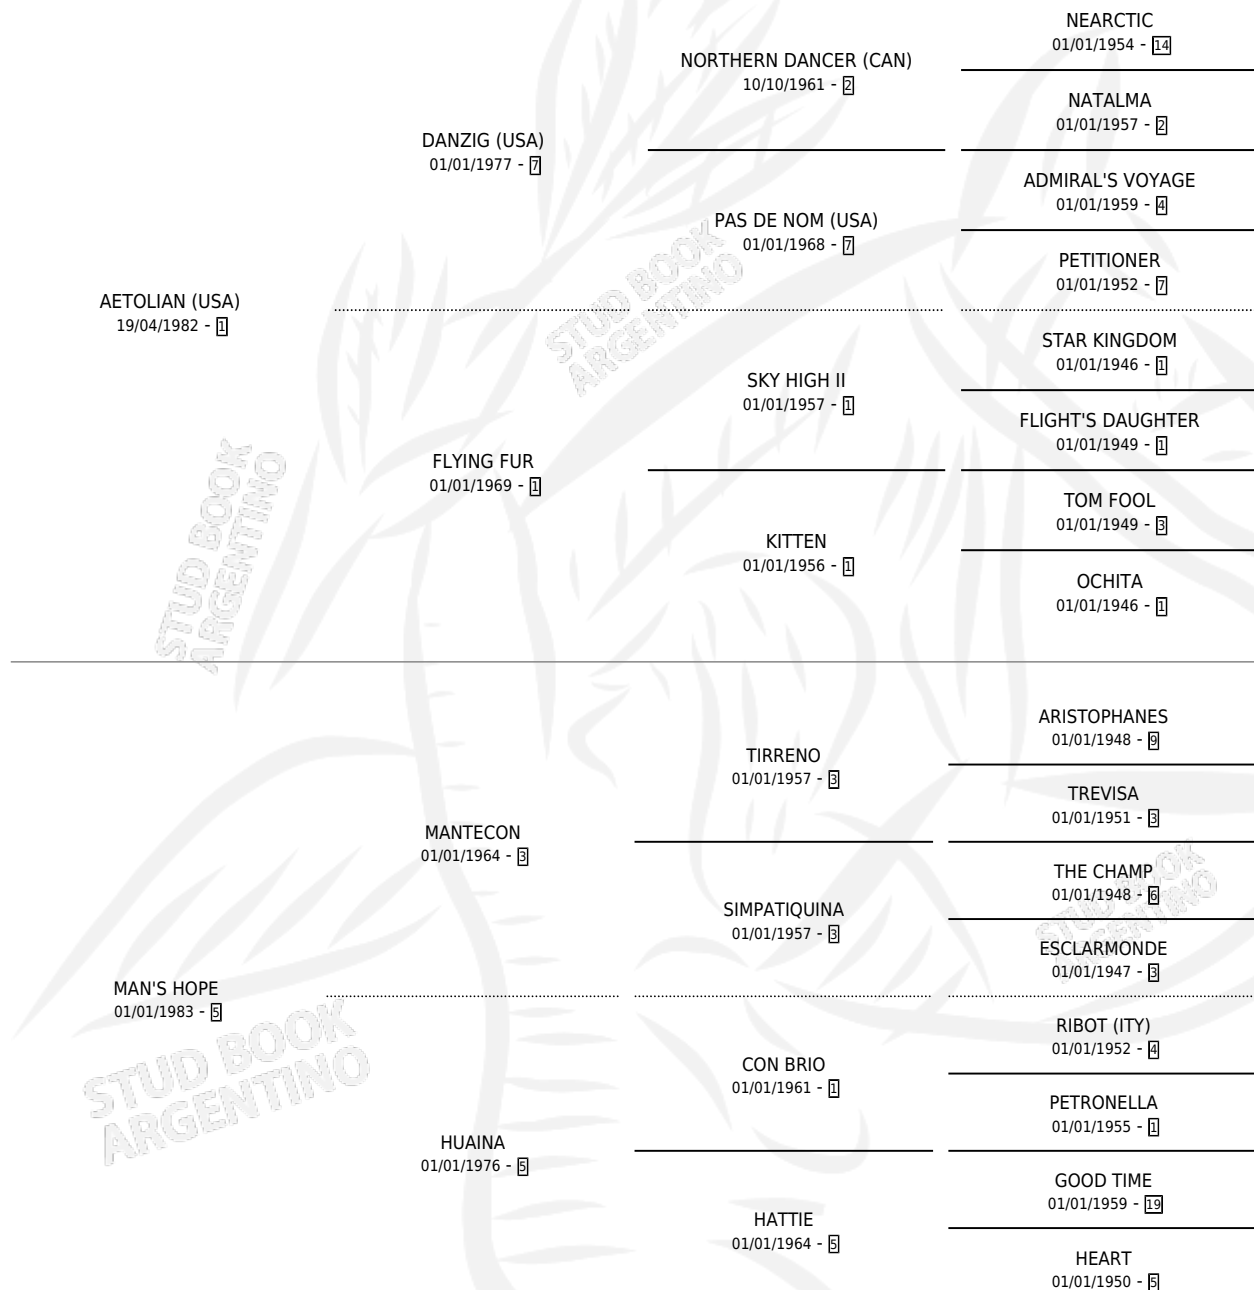 NEARCTIC
01/01/1954 - 14
NORTHERN DANCER (CAN)
10/10/1961 - 2
NATALMA
01/01/1957 - 2
DANZIG (USA)
01/01/1977 - 7
ADMIRAL'S VOYAGE
01/01/1959 - 4
PAS DE NOM (USA)
01/01/1968 - 7
PETITIONER
01/01/1952 - 7
AETOLIAN (USA)
19/04/1982 - 1
STAR KINGDOM
01/01/1946 - 1
SKY HIGH II
01/01/1957 - 1
FLIGHT'S DAUGHTER
01/01/1949 - 1
FLYING FUR
01/01/1969 - 1
TOM FOOL
01/01/1949 - 3
KITTEN
01/01/1956 - 1
OCHITA
01/01/1946 - 1
ARISTOPHANES
01/01/1948 - 9
TIRRENO
01/01/1957 - 3
TREVISA
01/01/1951 - 3
MANTECON
01/01/1964 - 3
THE CHAMP
01/01/1948 - 6
SIMPATIQUINA
01/01/1957 - 3
ESCLARMONDE
01/01/1947 - 3
MAN'S HOPE
01/01/1983 - 5
RIBOT (ITY)
01/01/1952 - 4
CON BRIO
01/01/1961 - 1
PETRONELLA
01/01/1955 - 1
HUAINA
01/01/1976 - 5
GOOD TIME
01/01/1959 - 19
HATTIE
01/01/1964 - 5
HEART
01/01/1950 - 5
STUD BOOK
ARGENTINO
STUD BOOK
ARGENTINO
STUD BOOK
ARGENTINO
STUD BOOK
ARGENTINO